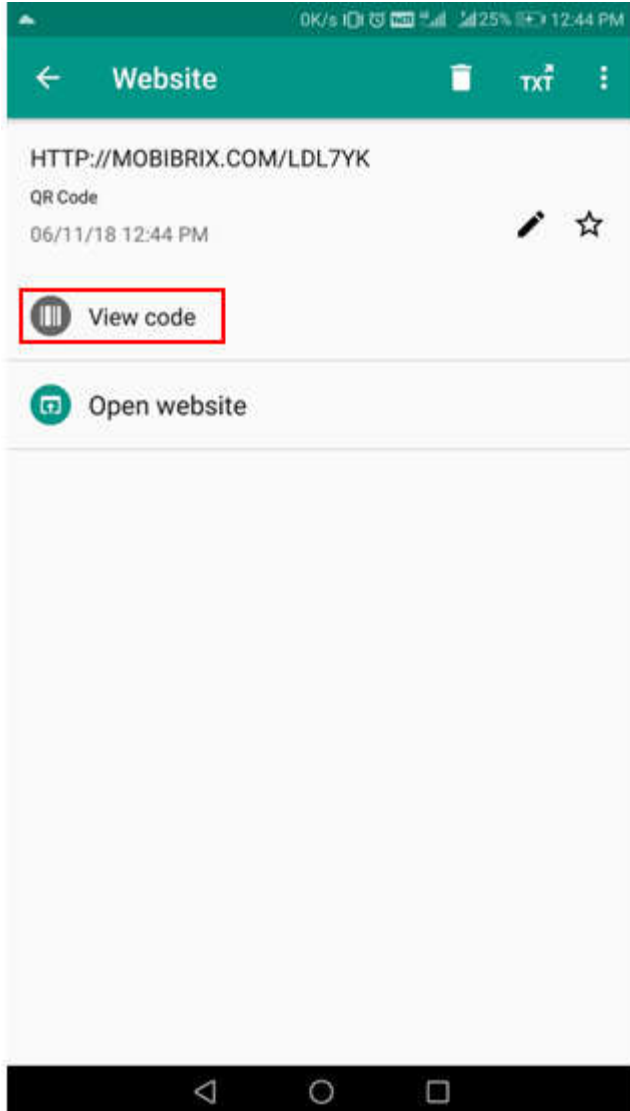 0K/s 25% 12:44 PM
Website
TXT
HTTP://MOBIBRIX.COM/LDL7YK
QR Code
06/11/18 12:44 PM
View code
Open website